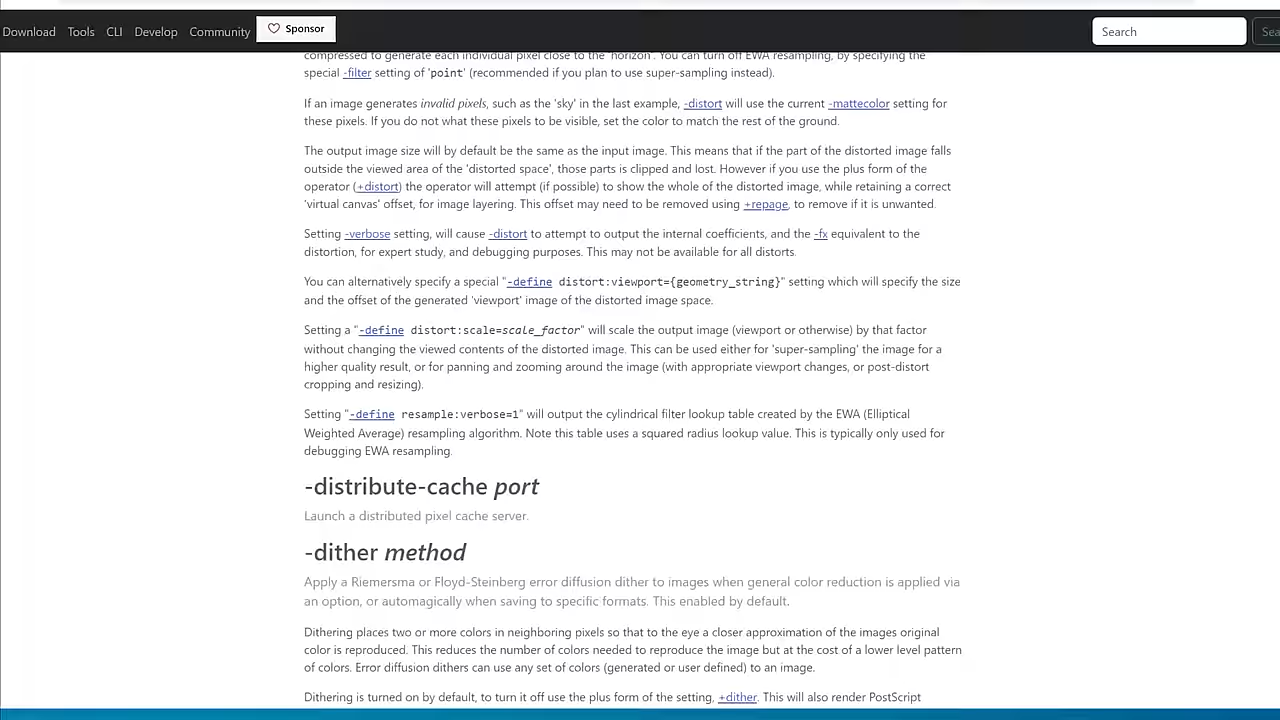 Download Tools CLI Develop Community Sponsor Search Sea
compressed to generate each individual pixel close to the 'horizon'. You can turn off EWA resampling, by specifying the
special -filter setting of 'point' (recommended if you plan to use super-sampling instead).
If an image generates invalid pixels, such as the 'sky' in the last example, -distort will use the current -mattecolor setting for
these pixels. If you do not what these pixels to be visible, set the color to match the rest of the ground.
The output image size will by default be the same as the input image. This means that if the part of the distorted image falls
outside the viewed area of the 'distorted space', those parts is clipped and lost. However if you use the plus form of the
operator (+distort) the operator will attempt (if possible) to show the whole of the distorted image, while retaining a correct
'virtual canvas' offset, for image layering. This offset may need to be removed using +repage, to remove if it is unwanted.
Setting -verbose setting, will cause -distort to attempt to output the internal coefficients, and the -fx equivalent to the
distortion, for expert study, and debugging purposes. This may not be available for all distorts.
You can alternatively specify a special "-define distort:viewport={geometry_string}" setting which will specify the size
and the offset of the generated 'viewport' image of the distorted image space.
Setting a "-define distort:scale=scale_factor" will scale the output image (viewport or otherwise) by that factor
without changing the viewed contents of the distorted image. This can be used either for 'super-sampling' the image for a
higher quality result, or for panning and zooming around the image (with appropriate viewport changes, or post-distort
cropping and resizing).
Setting "-define resample:verbose=1" will output the cylindrical filter lookup table created by the EWA (Elliptical
Weighted Average) resampling algorithm. Note this table uses a squared radius lookup value. This is typically only used for
debugging EWA resampling.
-distribute-cache port
Launch a distributed pixel cache server.
-dither method
Apply a Riemersma or Floyd-Steinberg error diffusion dither to images when general color reduction is applied via
an option, or automagically when saving to specific formats. This enabled by default.
Dithering places two or more colors in neighboring pixels so that to the eye a closer approximation of the images original
color is reproduced. This reduces the number of colors needed to reproduce the image but at the cost of a lower level pattern
of colors. Error diffusion dithers can use any set of colors (generated or user defined) to an image.
Dithering is turned on by default, to turn it off use the plus form of the setting, +dither. This will also render PostScript